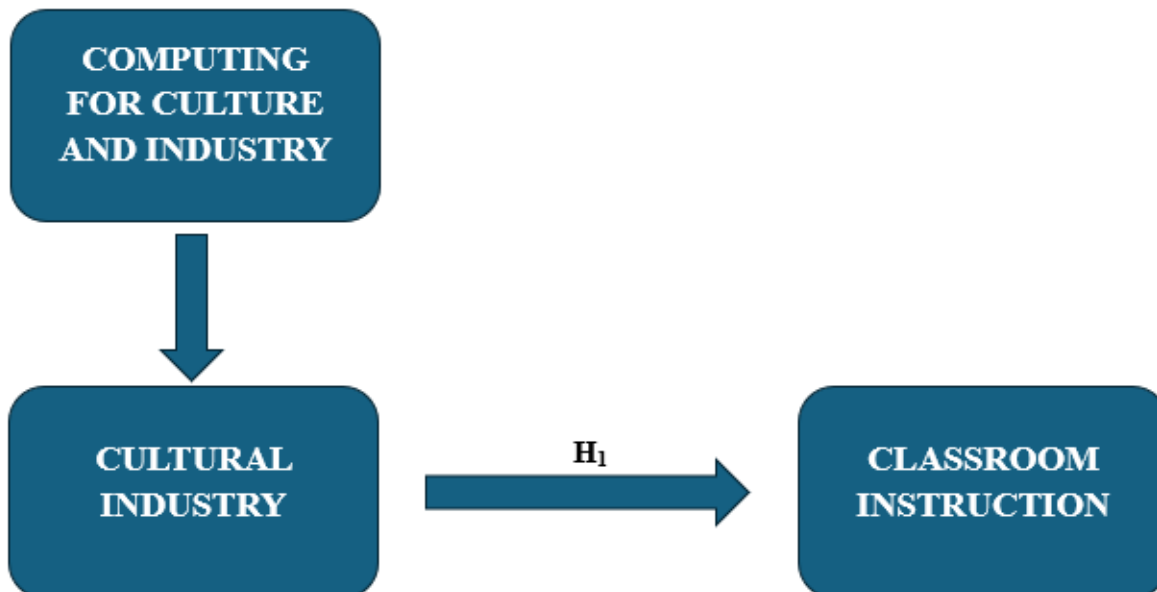 COMPUTING
FOR CULTURE
AND INDUSTRY
CULTURAL
INDUSTRY
H₁
CLASSROOM
INSTRUCTION